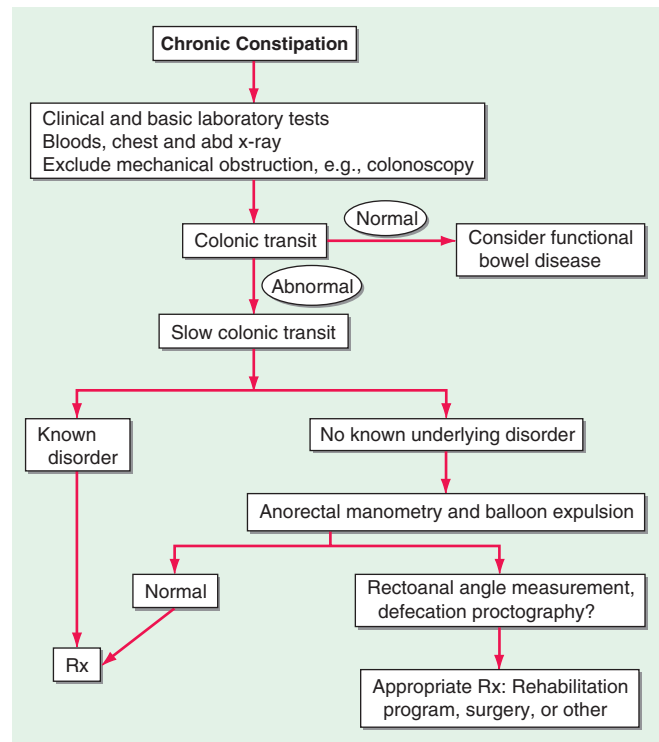 Chronic Constipation
Clinical and basic laboratory tests
Bloods, chest and abd x-ray
Exclude mechanical obstruction, e.g., colonoscopy
Normal
Colonic transit
Consider functional
bowel disease
Abnormal
Slow colonic transit
Known
disorder
No known underlying disorder
Anorectal manometry and balloon expulsion
Normal
Rectoanal angle measurement,
defecation proctography?
Rx
Appropriate Rx: Rehabilitation
program, surgery, or other